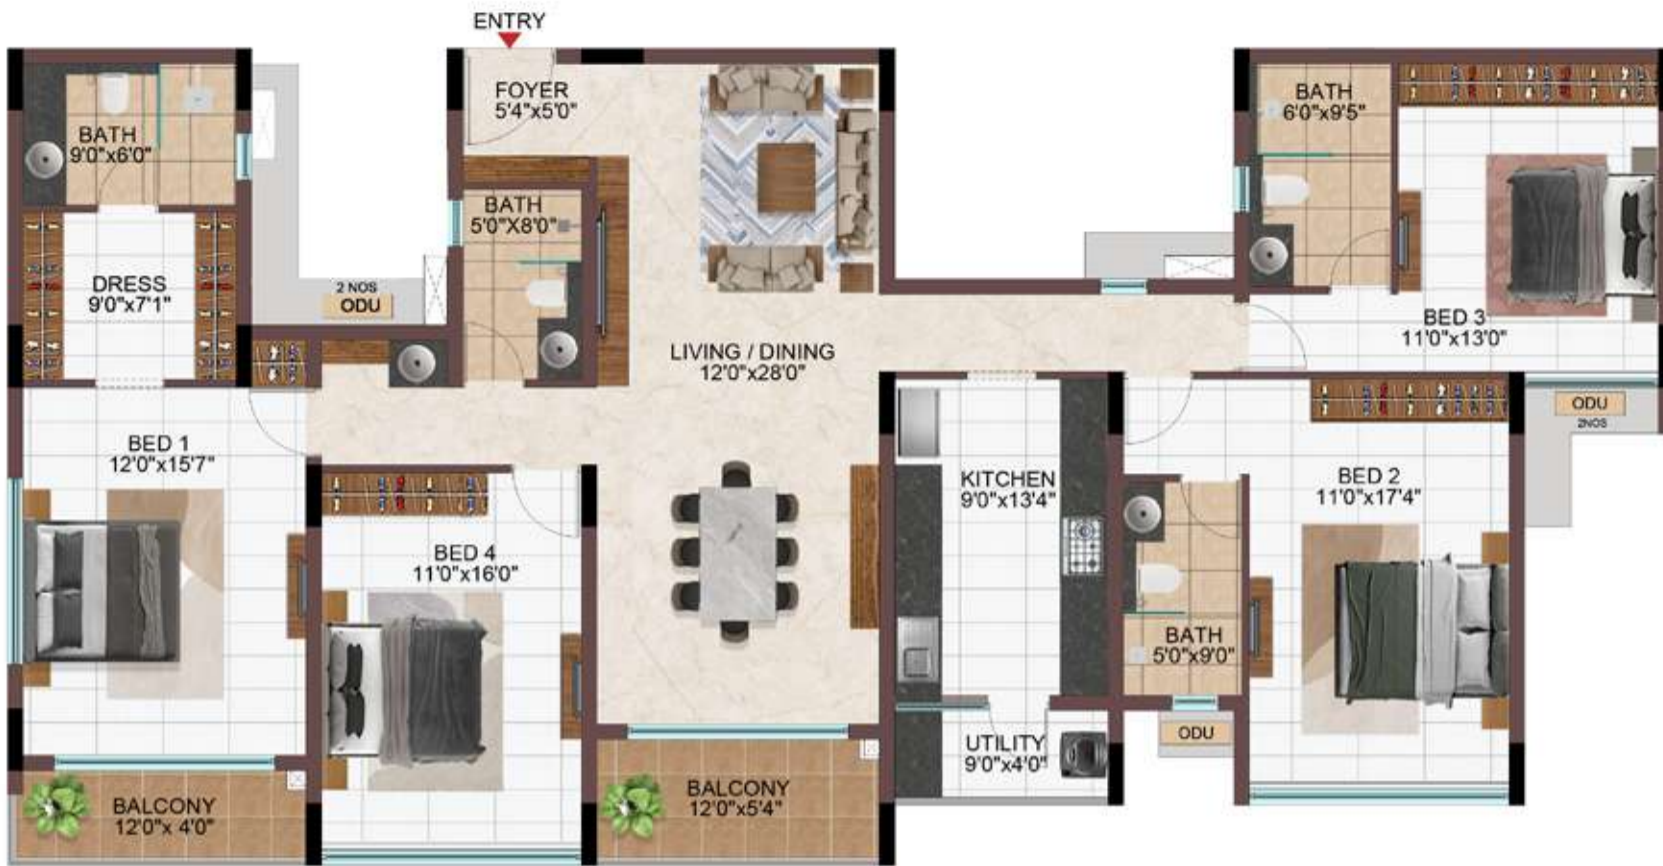 ENTRY
FOYER
5'4"x5'0"
BATH
9'0"x6'0"
BATH
6'0"x9'5"
BATH
5'0"X8'0"
DRESS
9'0"x7'1"
2 NOS
ODU
LIVING / DINING
12'0"x28'0"
BED 3
11'0"x13'0"
ODU
2NOS
BED 1
12'0"x15'7"
KITCHEN
9'0"x13'4"
BED 2
11'0"x17'4"
BED 4
11'0"x16'0"
BATH
5'0"x9'0"
ODU
UTILITY
9'0"x4'0"
BALCONY
12'0"x 4'0"
BALCONY
12'0"x5'4"